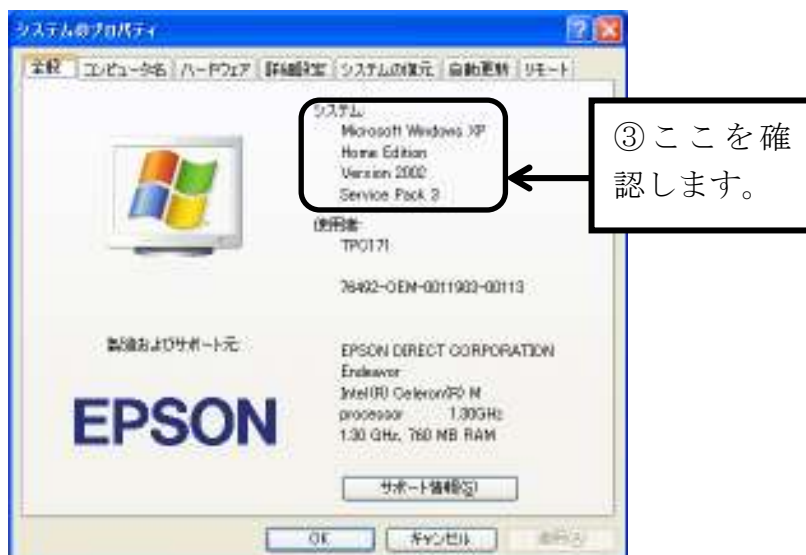 システムのプロパティ
全般 コンピュータ名 ハードウェア 詳細設定 システムの復元 自動更新 リモート
システム:
Microsoft Windows XP
Home Edition
Version 2002
Service Pack 3
③ここを確
認します。
使用者:
TPC171
76492-OEM-0011903-00113
製造およびサポート元:
EPSON
EPSON DIRECT CORPORATION
Endeavor
Intel(R) Celeron(R) M
processor 1.30GHz
1.30 GHz, 760 MB RAM
サポート情報(S)
OK キャンセル 適用(A)